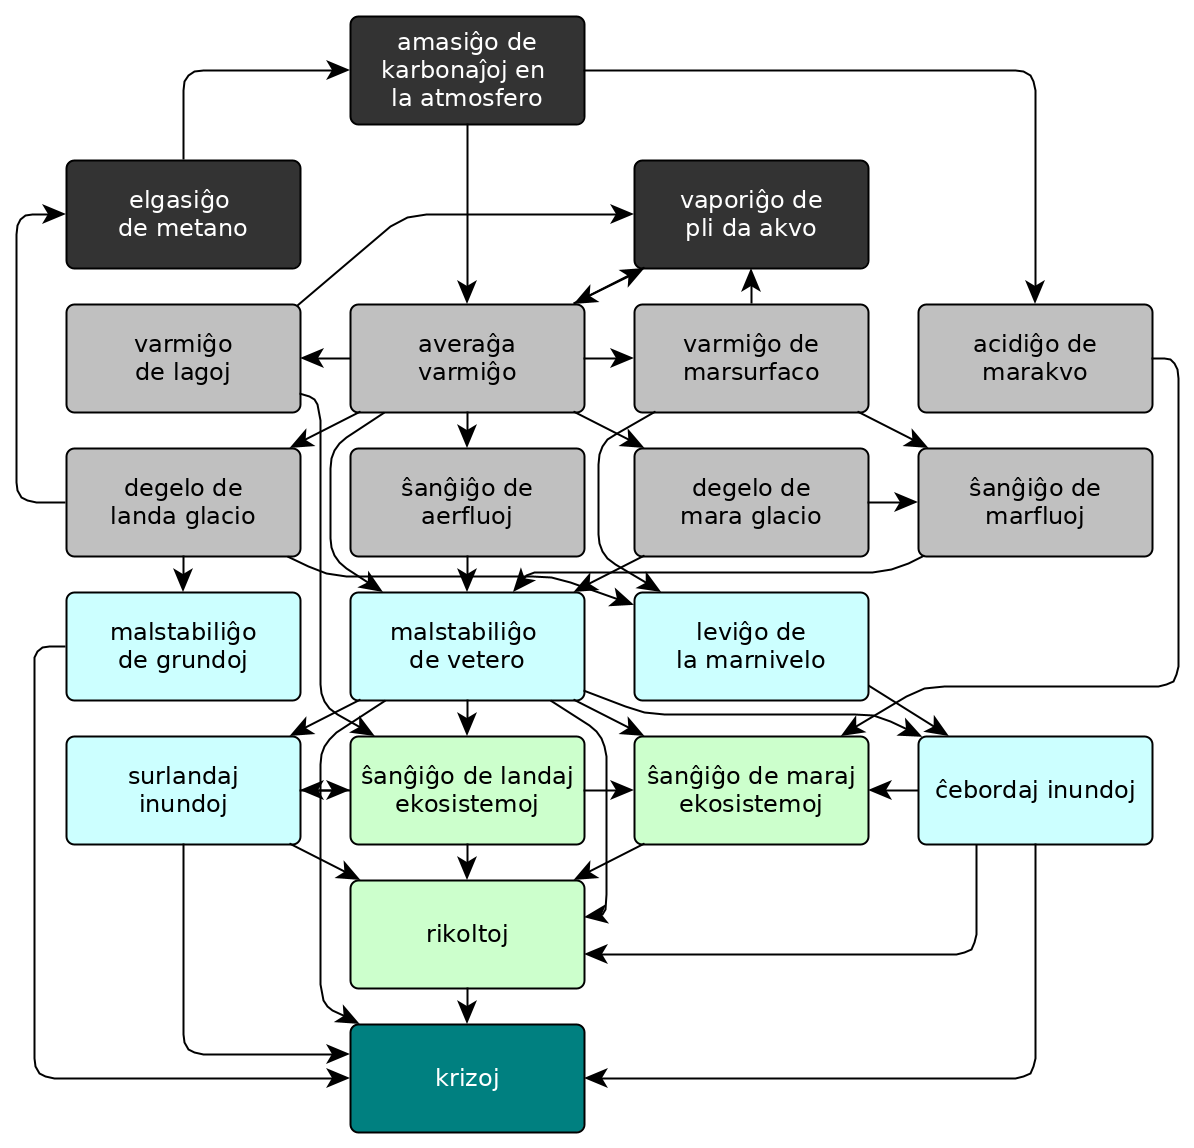 amasiĝo de
karbonaĵoj en
la atmosfero
elgasiĝo
de metano
vaporiĝo de
pli da akvo
varmiĝo
de lagoj
averaĝa
varmiĝo
varmiĝo de
marsurfaco
acidiĝo de
marakvo
degelo de
landa glacio
ŝanĝiĝo de
aerfluoj
degelo de
mara glacio
ŝanĝiĝo de
marfluoj
malstabiliĝo
de grundoj
malstabiliĝo
de vetero
leviĝo de
la marnivelo
surlandaj
inundoj
ŝanĝiĝo de landaj
ekosistemoj
ŝanĝiĝo de maraj
ekosistemoj
ĉebordaj inundoj
rikoltoj
krizoj